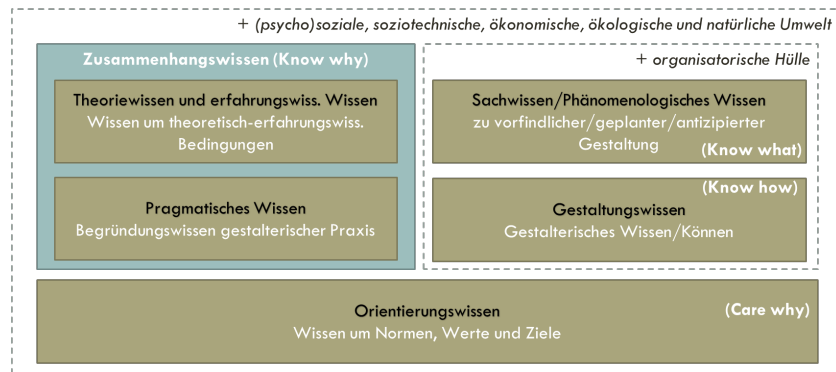 + (psycho)soziale, soziotechnische, ökonomische, ökologische und natürliche Umwelt
Zusammenhangswissen (Know why)
Theoriewissen und erfahrungswiss. Wissen
Wissen um theoretisch-erfahrungswiss.
Bedingungen
Pragmatisches Wissen
Begründungswissen gestalterischer Praxis
+ organisatorische Hülle
Sachwissen/Phänomenologisches Wissen
zu vorfindlicher/geplanter/antizipierter
Gestaltung
(Know what)
(Know how)
Gestaltungswissen
Gestalterisches Wissen/Können
Orientierungswissen
(Care why)
Wissen um Normen, Werte und Ziele